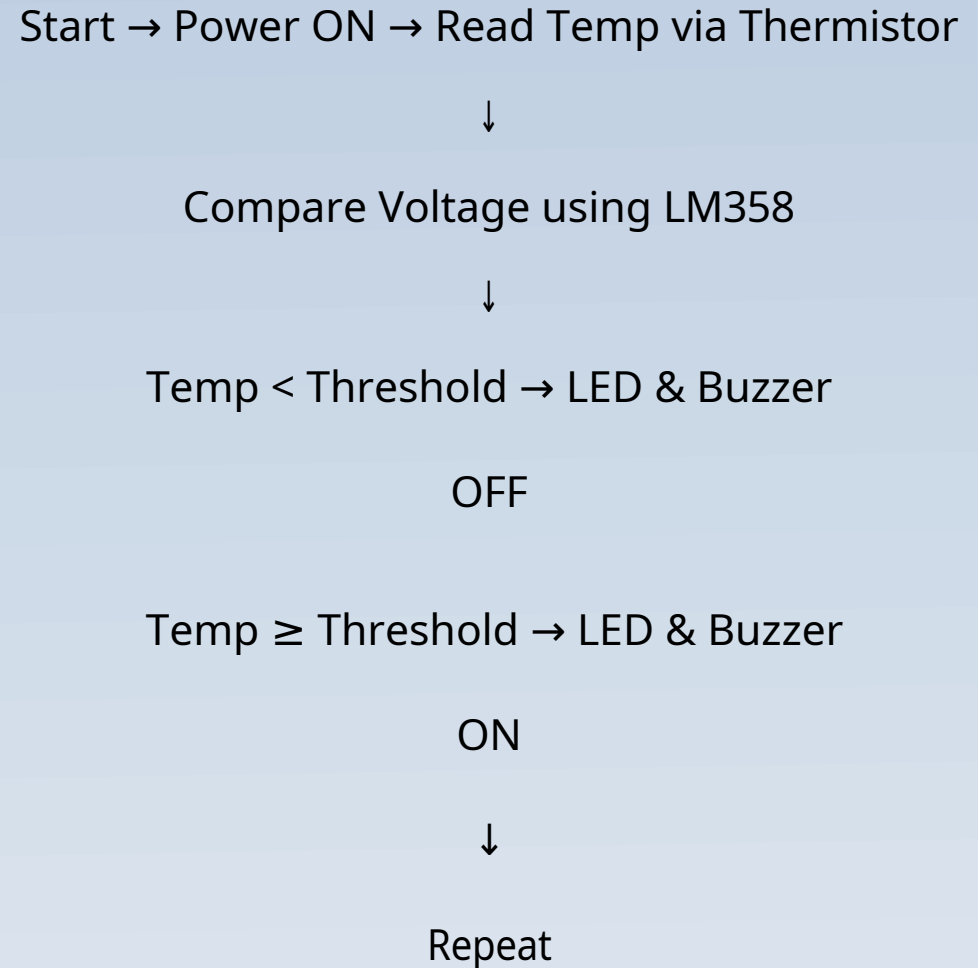 Start → Power ON → Read Temp via Thermistor
↓
Compare Voltage using LM358
↓
Temp < Threshold → LED & Buzzer
OFF
Temp ≥ Threshold → LED & Buzzer
ON
↓
Repeat